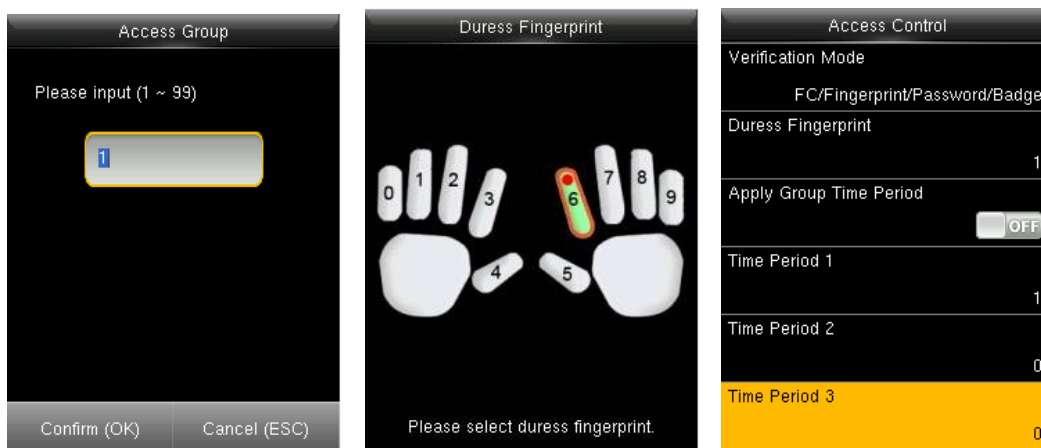 Access Group
Please input (1 ~ 99)
1
Confirm (OK) Cancel (ESC)
Duress Fingerprint
0 1 2 3 4 5 6 7 8 9
Please select duress fingerprint.
Access Control
Verification Mode
FC/Fingerprint/Password/Badge
Duress Fingerprint
1
Apply Group Time Period
OFF
Time Period 1
1
Time Period 2
0
Time Period 3
0